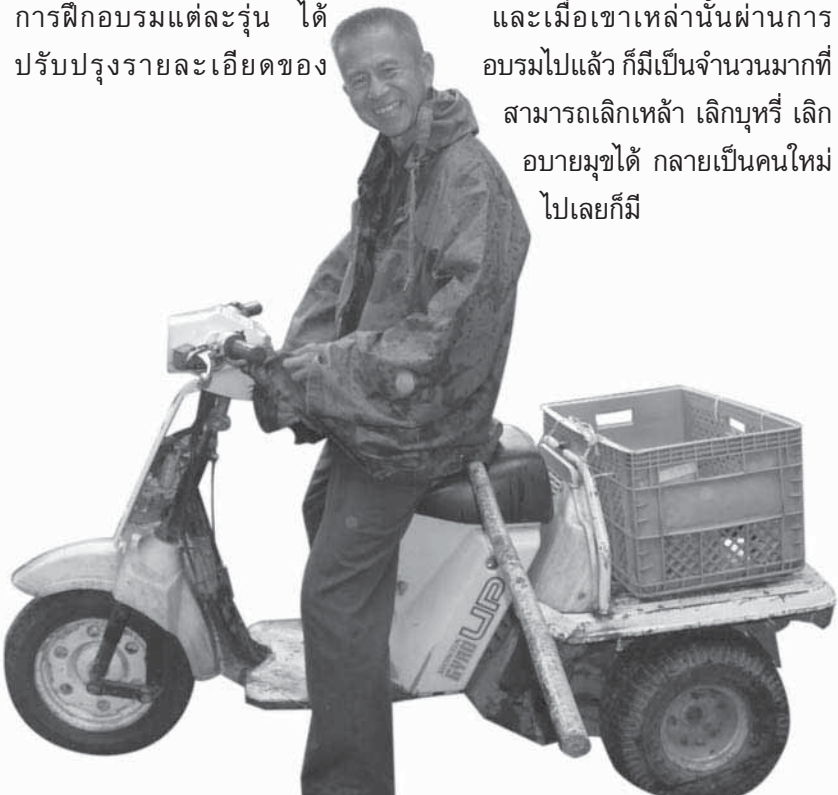 การฝึกอบรมแต่ละรุ่น ได้
ปรับปรุงรายละเอียดของ
และเมื่อเขาเหล่านั้นผ่านการ
อบรมไปแล้ว ก็มีเป็นจำนวนมากที่
สามารถเลิกเหล้า เลิกบุหรี่ เลิก
อบายมุขได้ กลายเป็นคนใหม่
ไปเลยก็มี
GYRO UP